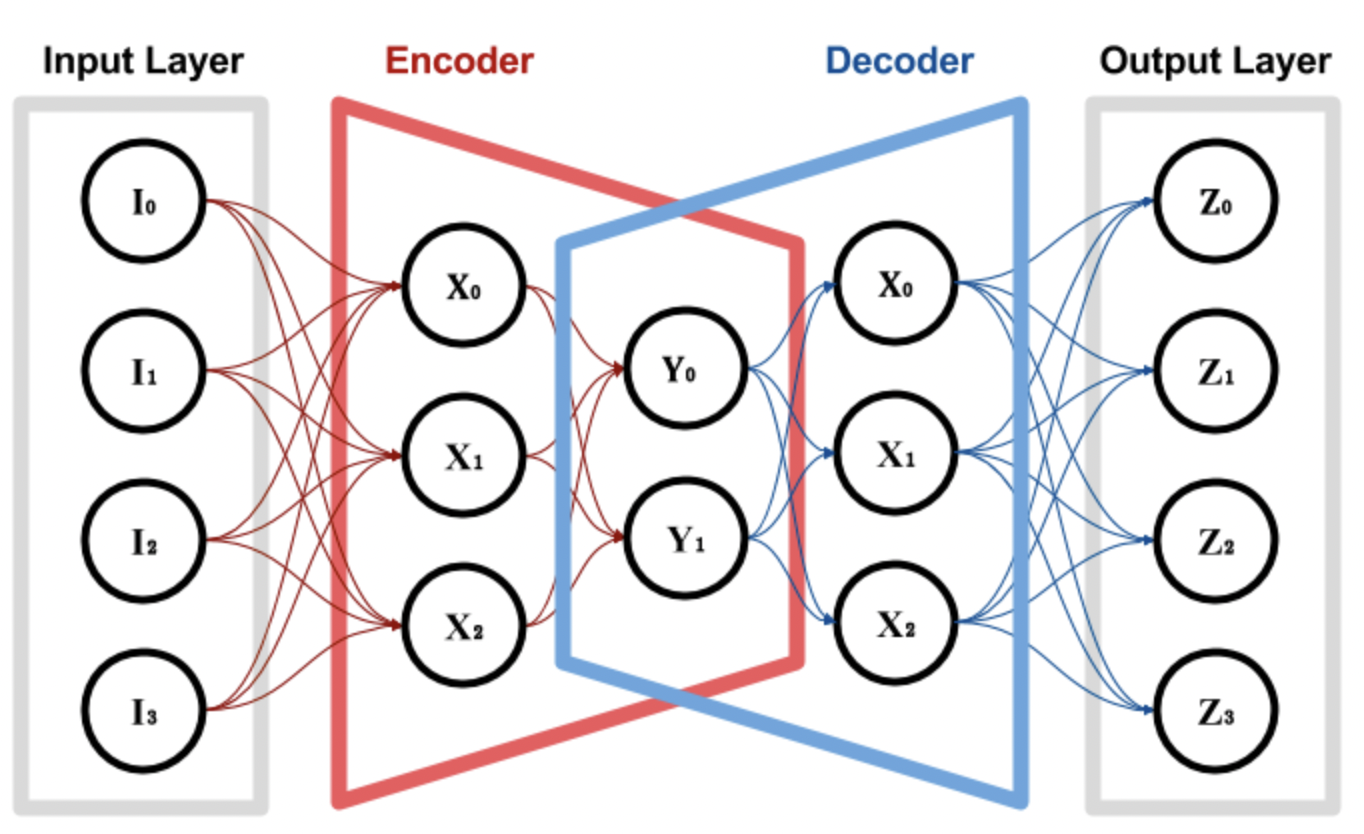 Input Layer
Encoder
Decoder
Output Layer
I₀
I₁
I₂
I₃
X₀
X₁
X₂
Y₀
Y₁
X₀
X₁
X₂
Z₀
Z₁
Z₂
Z₃